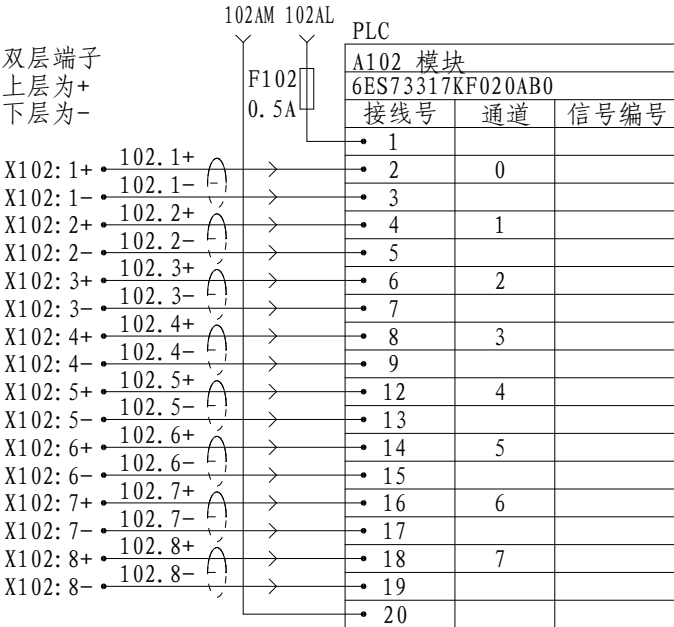 102AM 102AL
PLC
双层端子
上层为+
下层为-
F102
0.5A
A102 模块
6ES73317KF020AB0
接线号 通道 信号编号
1
X102:1+ 102.1+ 2 0
X102:1- 102.1- 3
X102:2+ 102.2+ 4 1
X102:2- 102.2- 5
X102:3+ 102.3+ 6 2
X102:3- 102.3- 7
X102:4+ 102.4+ 8 3
X102:4- 102.4- 9
X102:5+ 102.5+ 12 4
X102:5- 102.5- 13
X102:6+ 102.6+ 14 5
X102:6- 102.6- 15
X102:7+ 102.7+ 16 6
X102:7- 102.7- 17
X102:8+ 102.8+ 18 7
X102:8- 102.8- 19
20